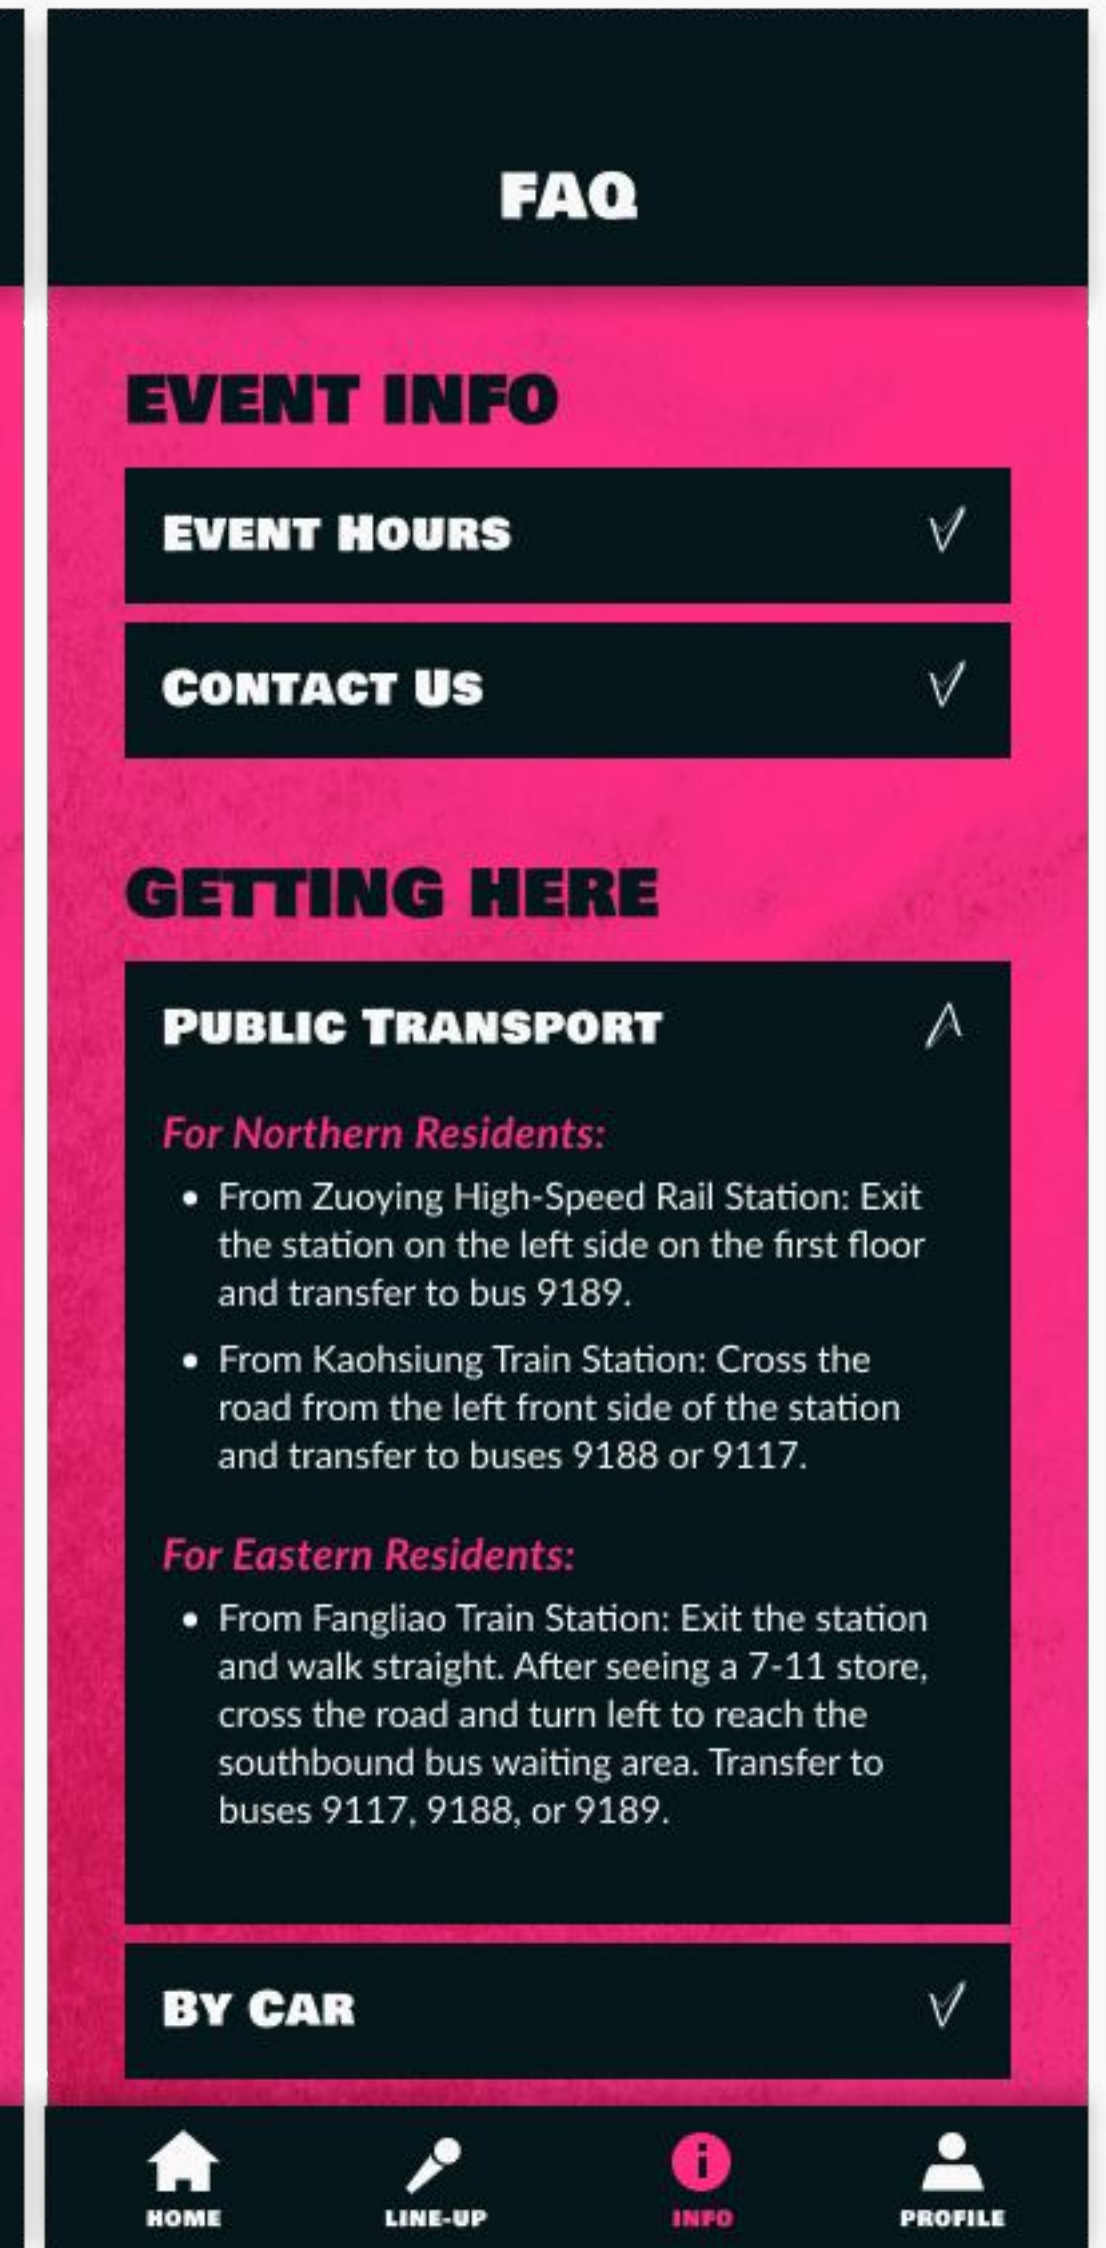 FAQ
EVENT INFO
EVENT HOURS
CONTACT US
GETTING HERE
PUBLIC TRANSPORT
For Northern Residents:
• From Zuoying High-Speed Rail Station: Exit
the station on the left side on the first floor
and transfer to bus 9189.
• From Kaohsiung Train Station: Cross the
road from the left front side of the station
and transfer to buses 9188 or 9117.
For Eastern Residents:
• From Fangliao Train Station: Exit the station
and walk straight. After seeing a 7-11 store,
cross the road and turn left to reach the
southbound bus waiting area. Transfer to
buses 9117, 9188, or 9189.
BY CAR
HOME LINE-UP INFO PROFILE